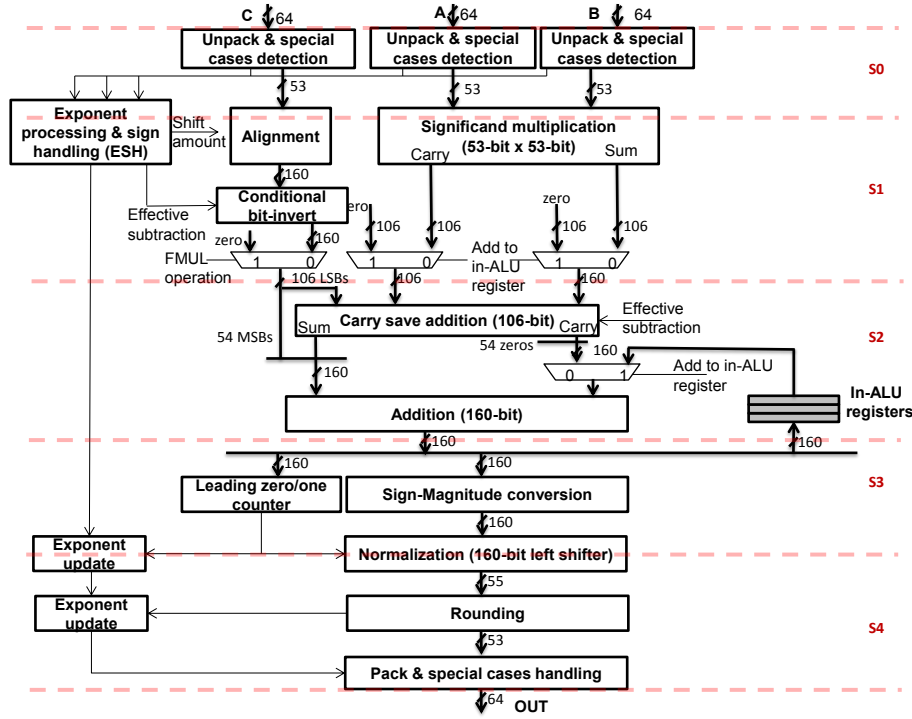 C 64 A 64 B 64
Unpack & special cases detection
Unpack & special cases detection
Unpack & special cases detection
S0
53 53 53
Exponent processing & sign handling (ESH)
Shift amount
Alignment
Significand multiplication (53-bit x 53-bit)
Carry Sum
160
S1
Conditional bit-invert
Effective subtraction
zero 160
zero 106 106
zero 106 106
FMUL operation
1 0
1 0
Add to in-ALU register
1 0
106 LSBs 106 160
Carry save addition (106-bit)
Sum Carry
Effective subtraction
S2
54 MSBs
54 zeros 160
160
0 1
Add to in-ALU register
In-ALU registers
Addition (160-bit)
160 160
160 160
Leading zero/one counter
Sign-Magnitude conversion
S3
160
Exponent update
Normalization (160-bit left shifter)
55
Exponent update
Rounding
S4
53
Pack & special cases handling
64 OUT